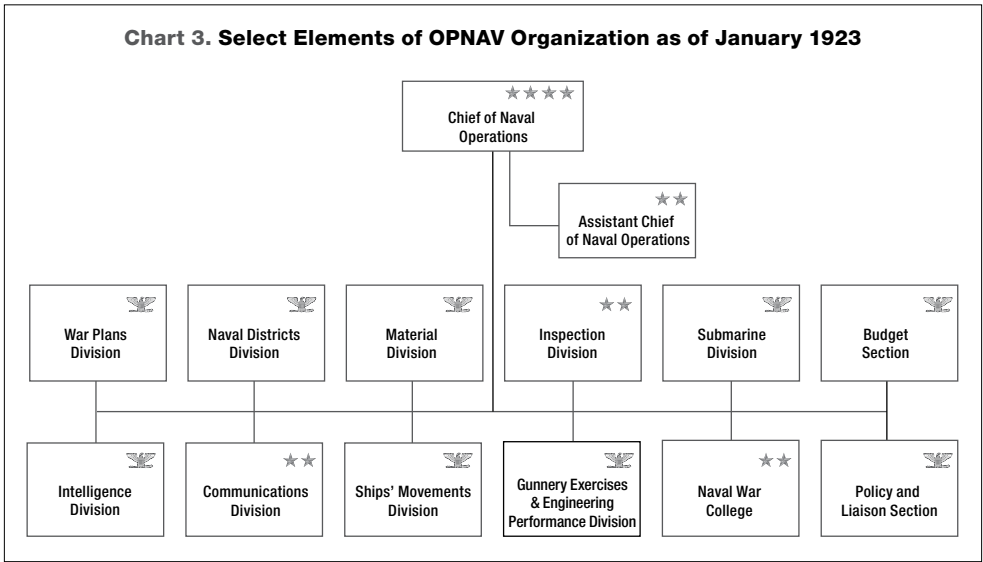 Chart 3. Select Elements of OPNAV Organization as of January 1923
Chief of Naval
Operations
Assistant Chief
of Naval Operations
War Plans
Division
Naval Districts
Division
Material
Division
Inspection
Division
Submarine
Division
Budget
Section
Intelligence
Division
Communications
Division
Ships’ Movements
Division
Gunnery Exercises
& Engineering
Performance Division
Naval War
College
Policy and
Liaison Section